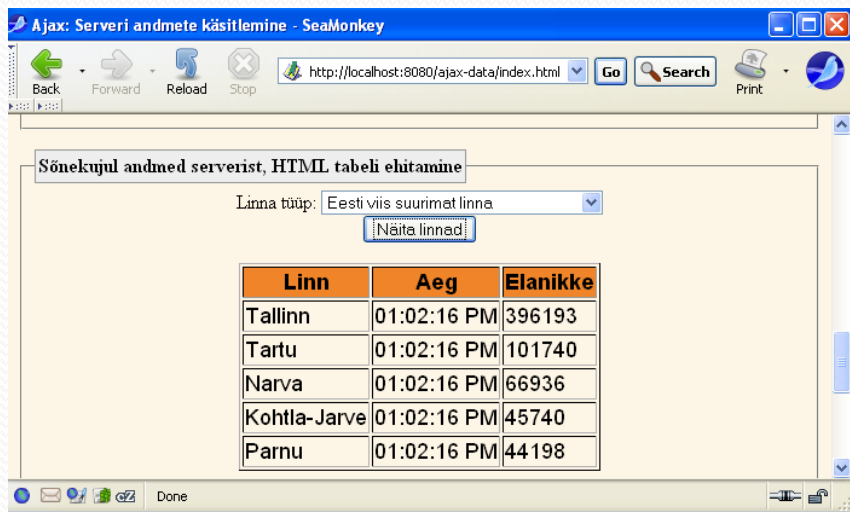 Ajax: Serveri andmete käsitlemine - SeaMonkey
Back Forward Reload Stop http://localhost:8080/ajax-data/index.html Go Search Print
Sõnekujul andmed serverist, HTML tabeli ehitamine
Linna tüüp: Eesti viis suurimat linna
Näita linnad
Linn Aeg Elanikke
Tallinn 01:02:16 PM 396193
Tartu 01:02:16 PM 101740
Narva 01:02:16 PM 66936
Kohtla-Jarve 01:02:16 PM 45740
Parnu 01:02:16 PM 44198
Done